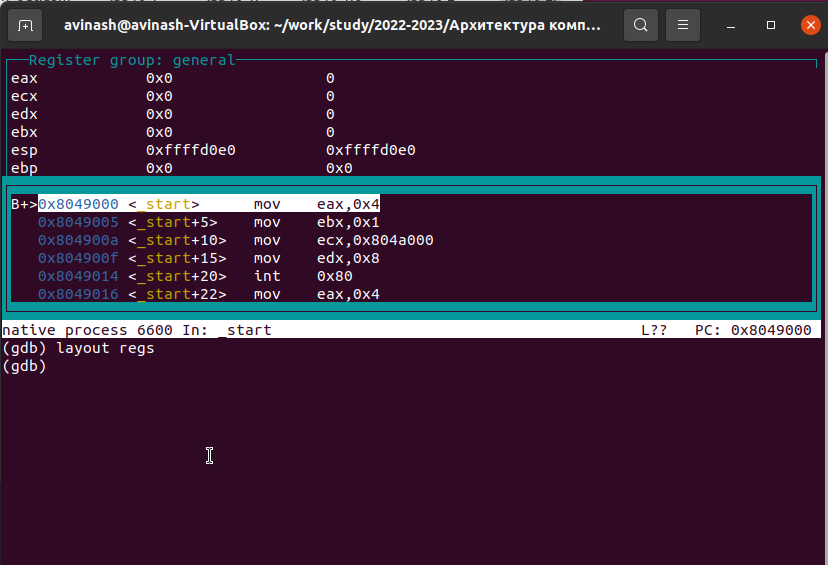 avinash@avinash-VirtualBox: ~/work/study/2022-2023/Архитектура комп...
Register group: general
eax 0x0 0
ecx 0x0 0
edx 0x0 0
ebx 0x0 0
esp 0xffffd0e0 0xffffd0e0
ebp 0x0 0x0
B+>0x8049000 <_start> mov eax,0x4
0x8049005 <_start+5> mov ebx,0x1
0x804900a <_start+10> mov ecx,0x804a000
0x804900f <_start+15> mov edx,0x8
0x8049014 <_start+20> int 0x80
0x8049016 <_start+22> mov eax,0x4
native process 6600 In: _start L?? PC: 0x8049000
(gdb) layout regs
(gdb)